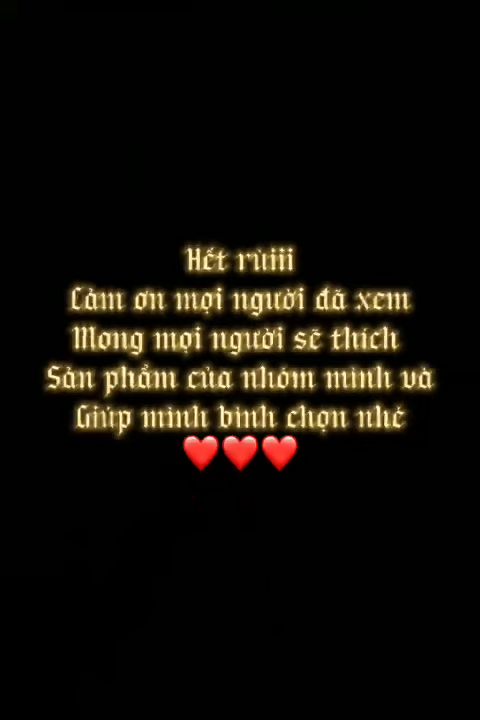 Hết rùiii
Cảm ơn mọi người đã xem
Mong mọi người sẽ thích
Sản phẩm của nhóm mình và
Giúp mình bình chọn nhé
❤️❤️❤️